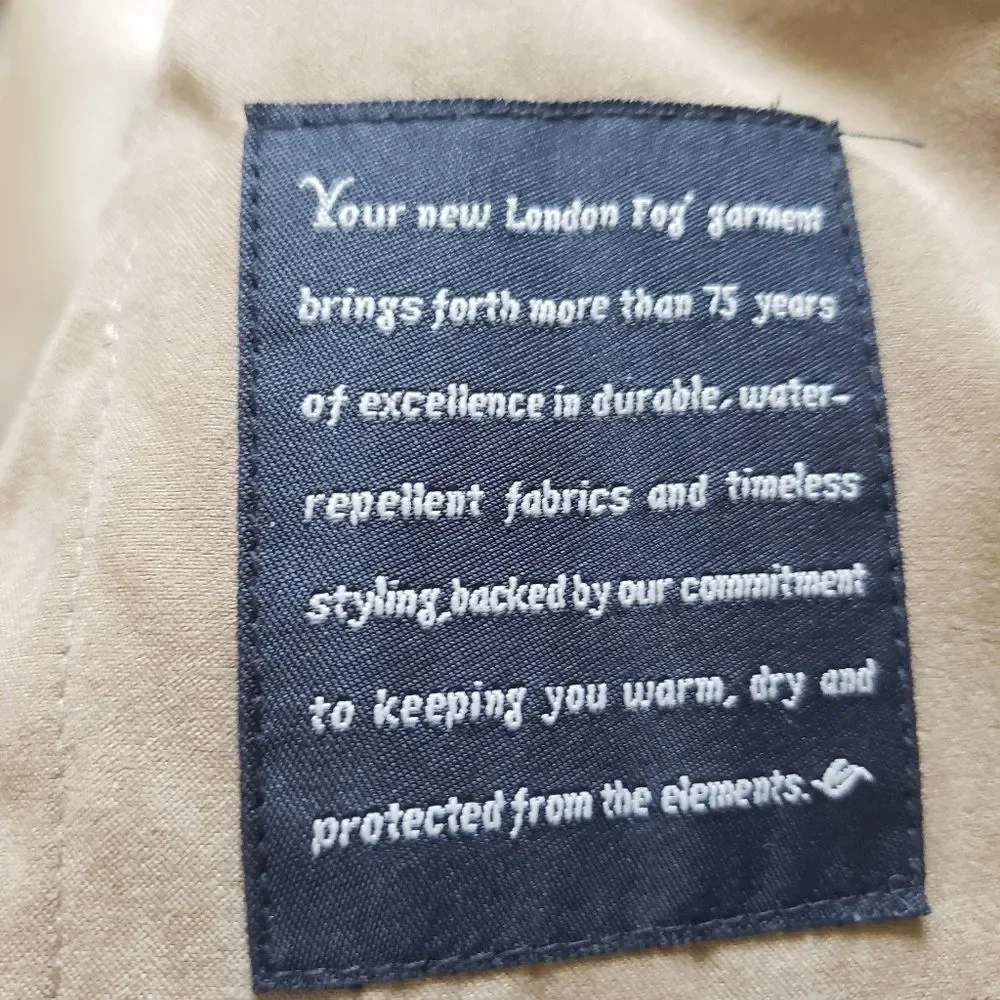 Your new London Fog® garment
brings forth more than 75 years
of excellence in durable, water-
repellent fabrics and timeless
styling, backed by our commitment
to keeping you warm, dry and
protected from the elements.